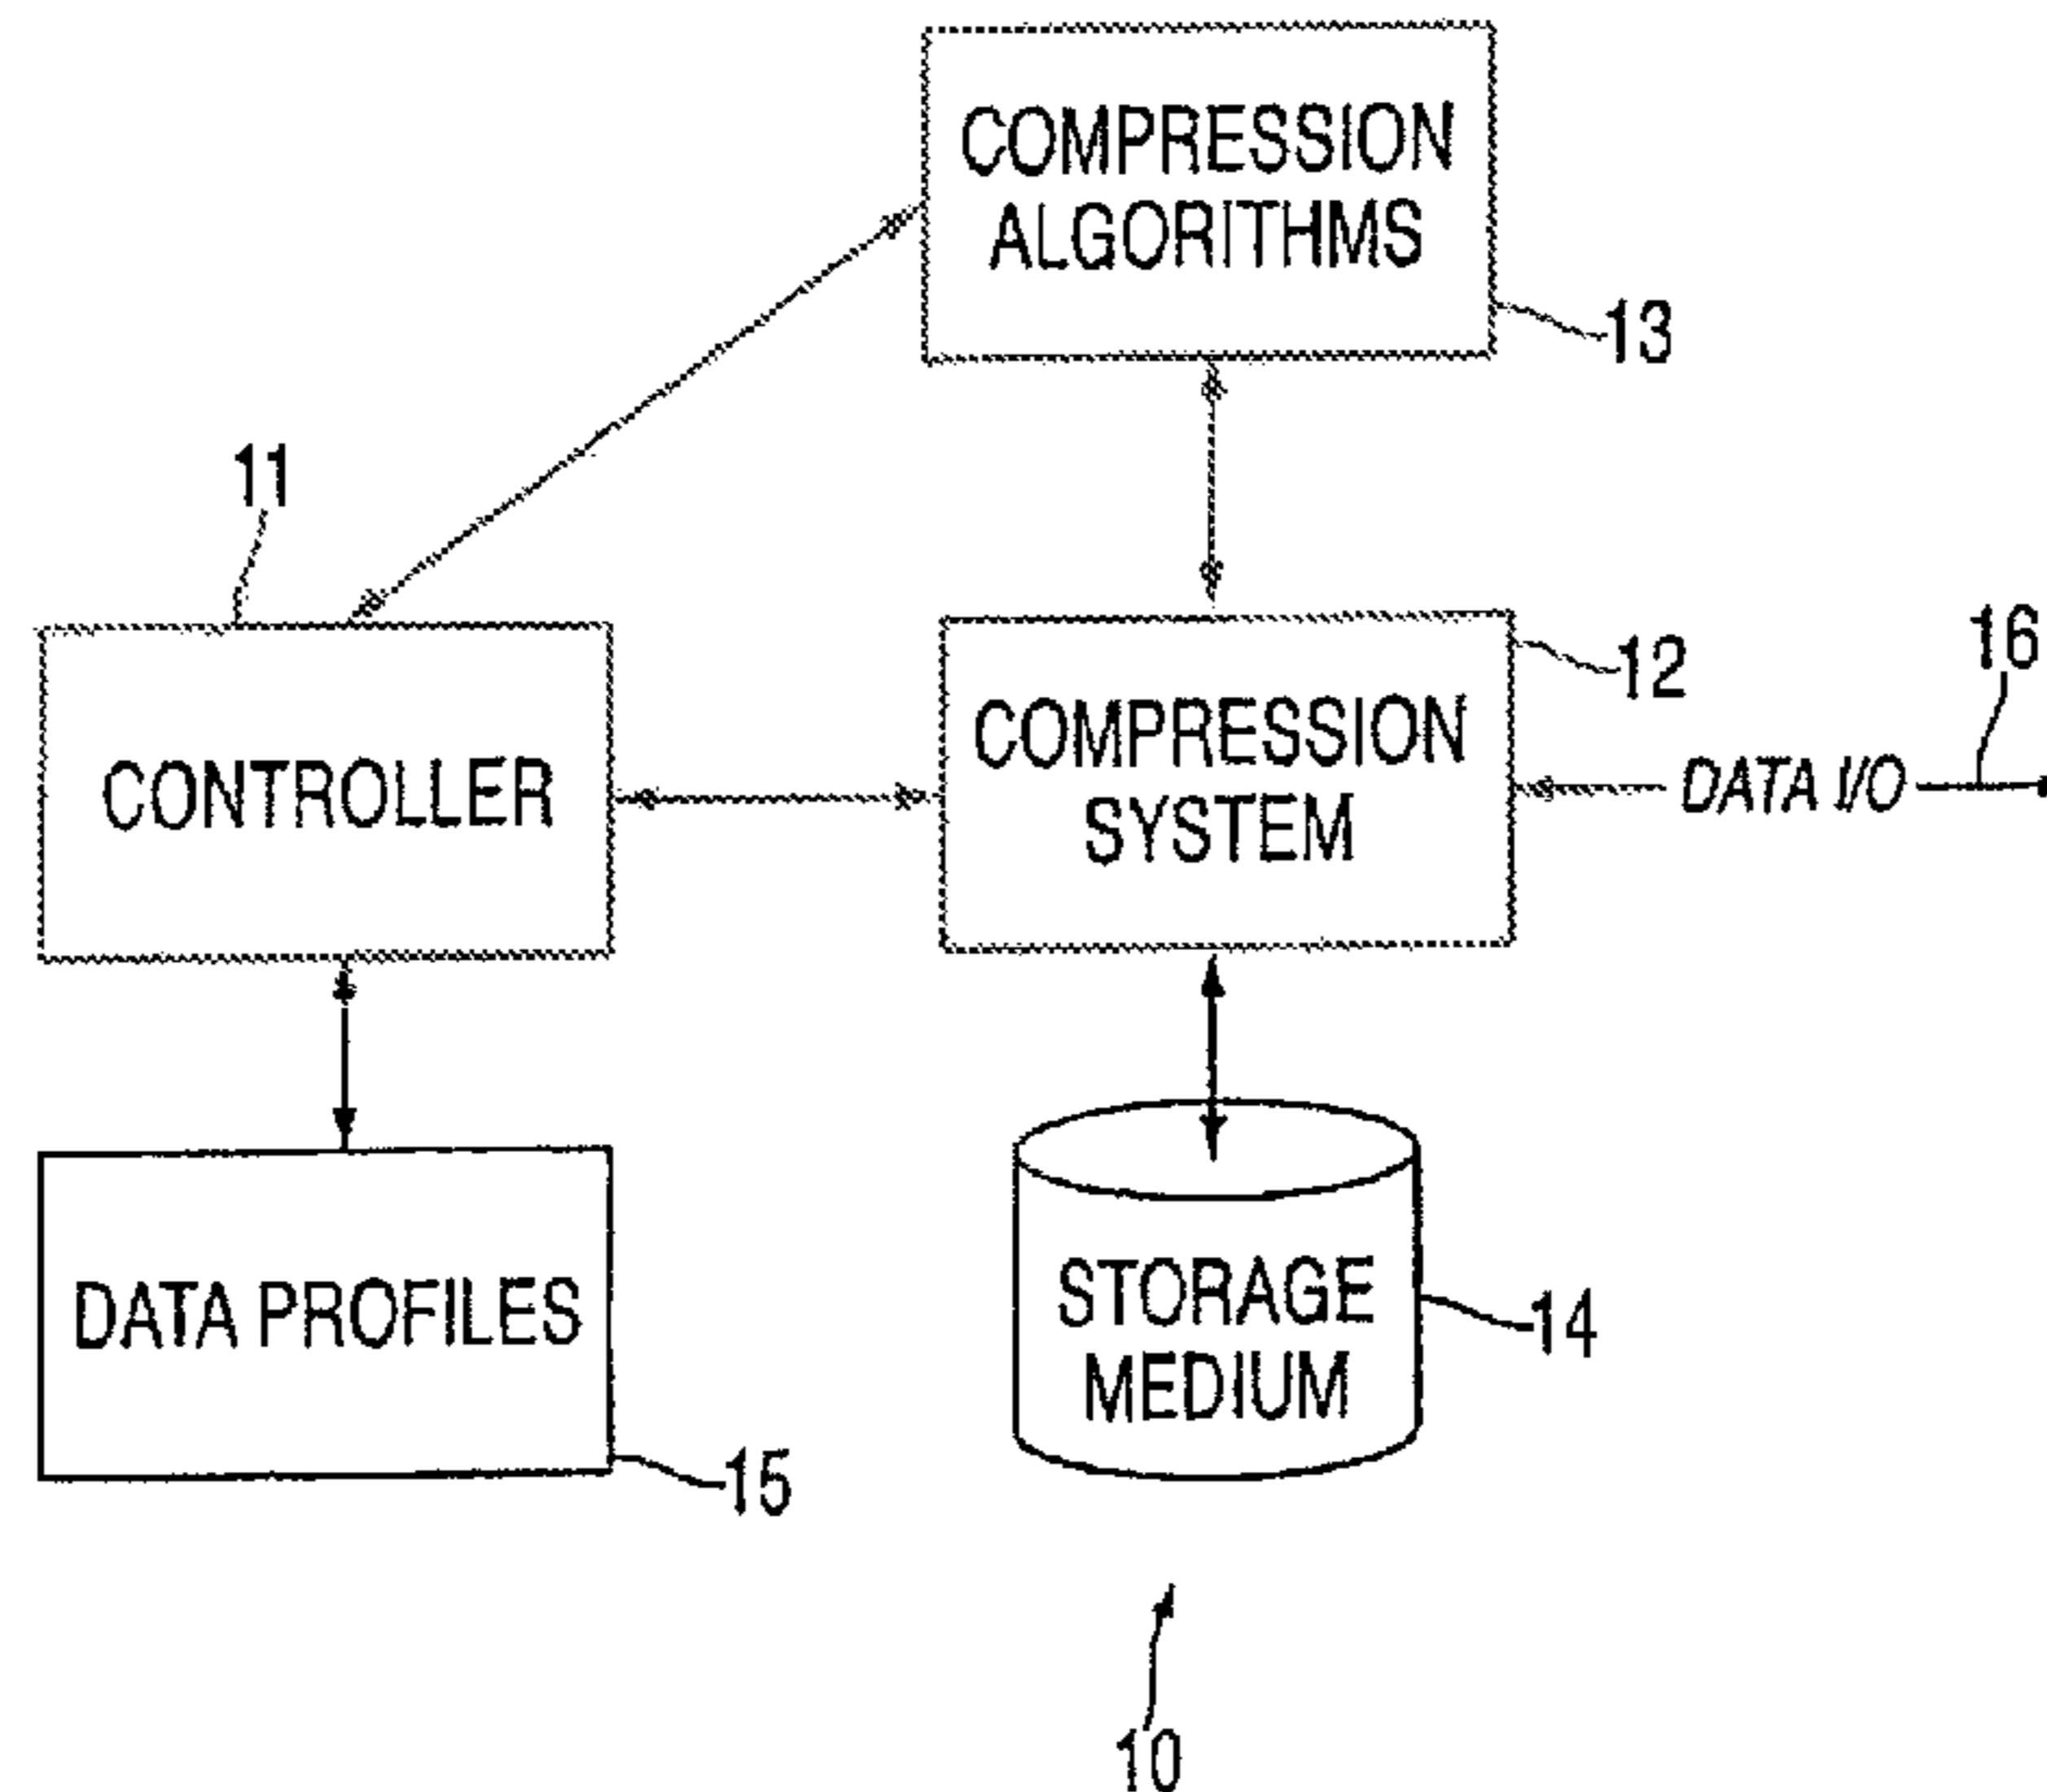 COMPRESSION
ALGORITHMS
13
11
CONTROLLER
COMPRESSION
SYSTEM
12
DATA I/O
16
DATA PROFILES
15
STORAGE
MEDIUM
14
10